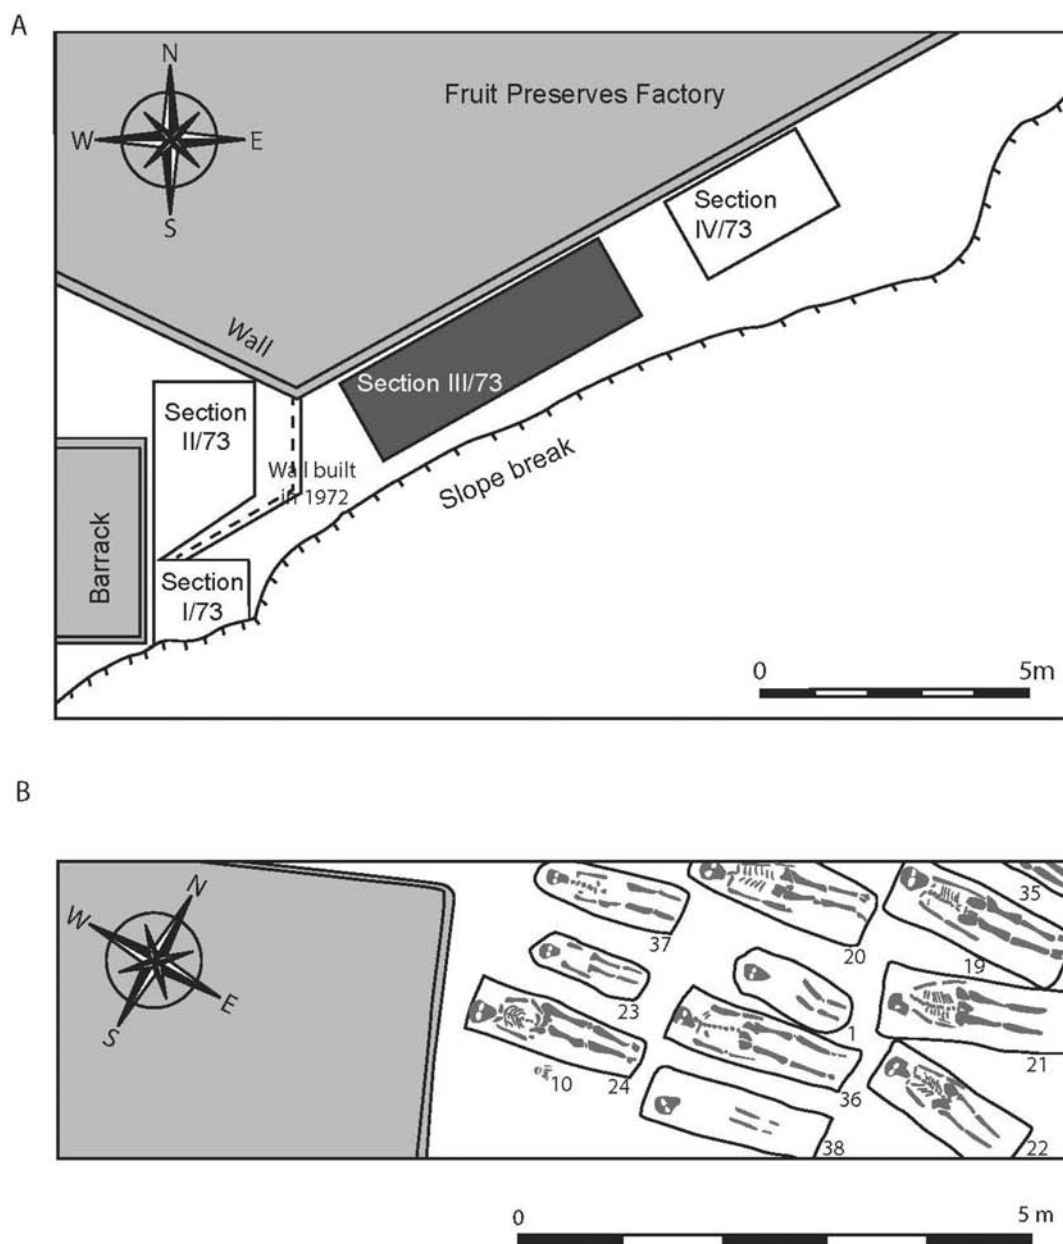 A
N
W
E
S
Fruit Preserves Factory
Section
IV/73
Wall
Section III/73
Section
II/73
Wall built
in 1972
Slope break
Barrack
Section
I/73
0
5m
B
N
W
E
S
35
37
20
19
23
1
21
10
24
36
38
22
0
5 m